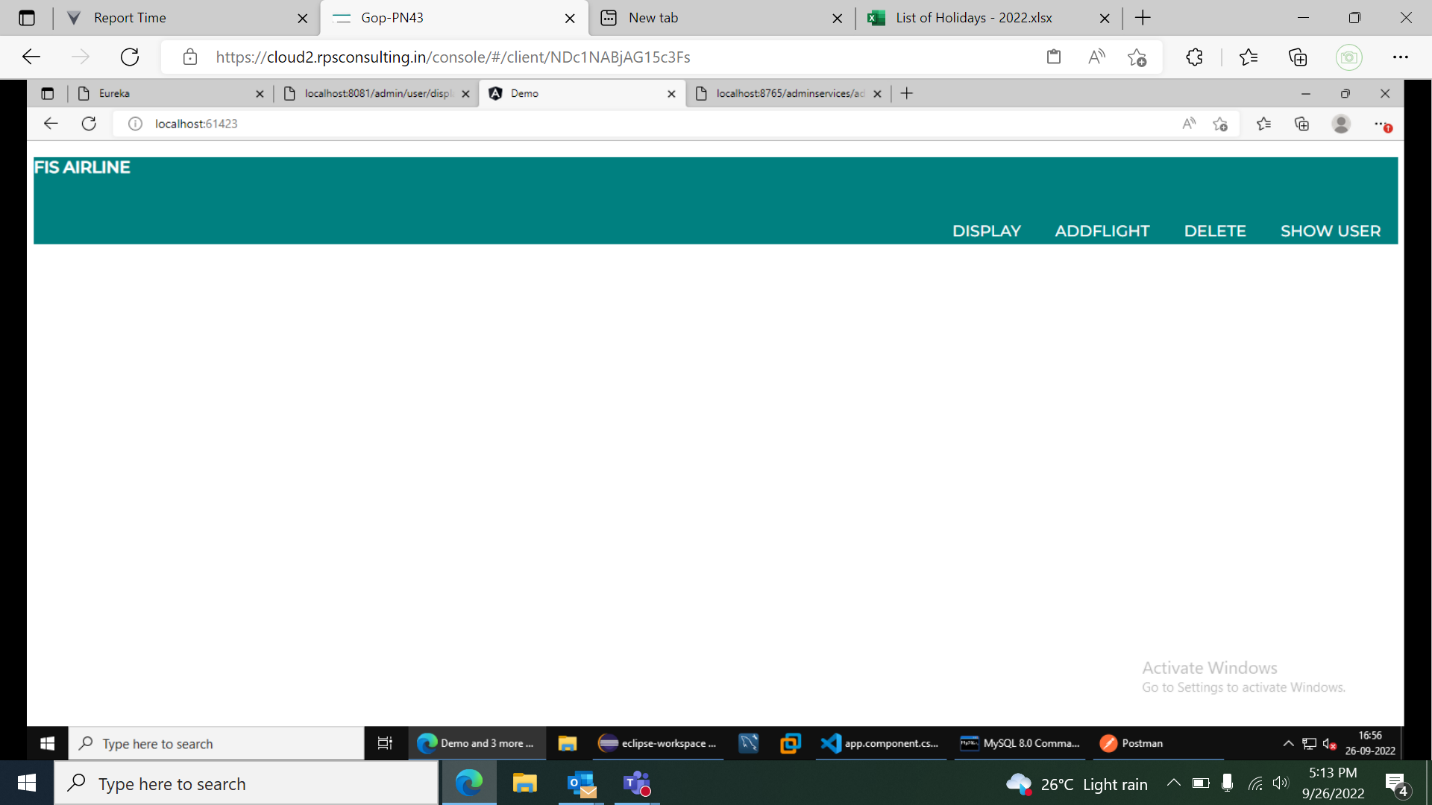 Report Time
Gop-PN43
New tab
List of Holidays - 2022.xlsx
https://cloud2.rpsconsulting.in/console/#/client/NDc1NABjAG15c3Fs
Eureka
localhost:8081/admin/user/displ
Demo
localhost:8765/adminservices/ad
localhost:61423
FIS AIRLINE
DISPLAY ADDFLIGHT DELETE SHOW USER
Activate Windows
Go to Settings to activate Windows.
Type here to search
Demo and 3 more ...
eclipse-workspace ...
app.component.cs...
MySQL 8.0 Comma...
Postman
16:56
26-09-2022
Type here to search
26°C Light rain
5:13 PM
9/26/2022
4